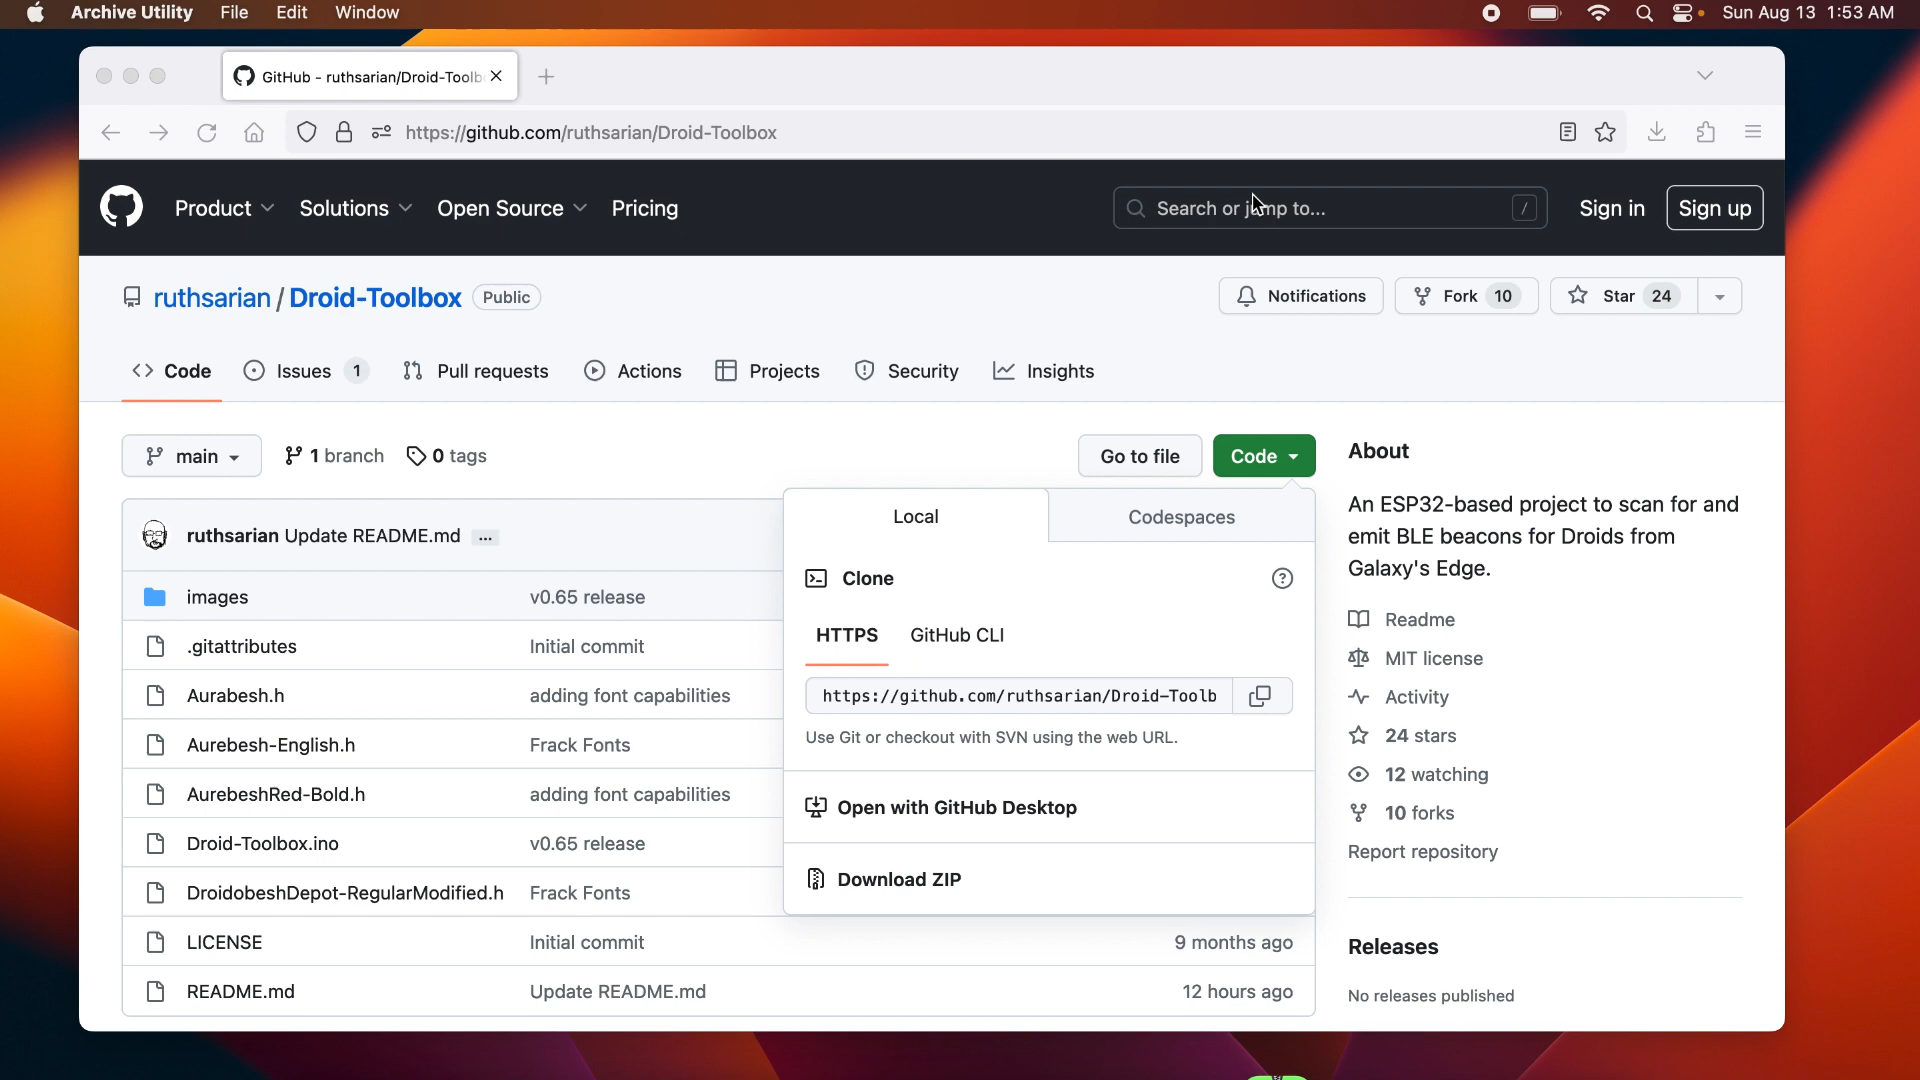 Archive Utility File Edit Window Sun Aug 13 1:53 AM
GitHub - ruthsarian/Droid-Toolb
https://github.com/ruthsarian/Droid-Toolbox
Product Solutions Open Source Pricing Search or jump to... / Sign in Sign up
ruthsarian / Droid-Toolbox Public Notifications Fork 10 Star 24
Code Issues 1 Pull requests Actions Projects Security Insights
main 1 branch 0 tags Go to file Code
ruthsarian Update README.md ...
images v0.65 release
.gitattributes Initial commit
Aurabesh.h adding font capabilities
Aurebesh-English.h Frack Fonts
AurebeshRed-Bold.h adding font capabilities
Droid-Toolbox.ino v0.65 release
DroidobeshDepot-RegularModified.h Frack Fonts
LICENSE Initial commit 9 months ago
README.md Update README.md 12 hours ago
Local Codespaces
Clone
HTTPS GitHub CLI
https://github.com/ruthsarian/Droid-Toolb
Use Git or checkout with SVN using the web URL.
Open with GitHub Desktop
Download ZIP
About
An ESP32-based project to scan for and
emit BLE beacons for Droids from
Galaxy's Edge.
Readme
MIT license
Activity
24 stars
12 watching
10 forks
Report repository
Releases
No releases published